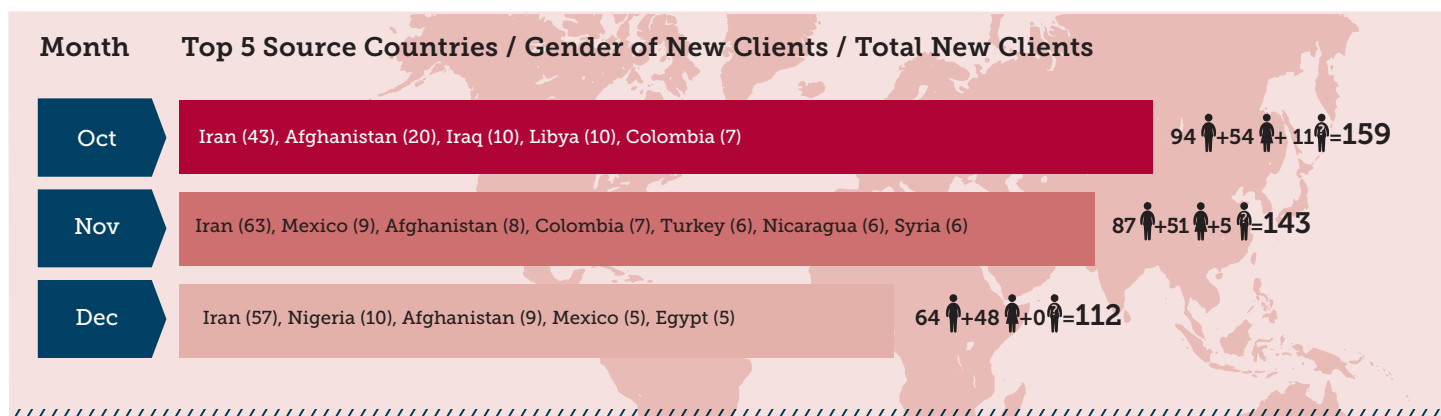 Month Top 5 Source Countries / Gender of New Clients / Total New Clients
Oct Iran (43), Afghanistan (20), Iraq (10), Libya (10), Colombia (7) 94 +54 + 11 ?=159
Nov Iran (63), Mexico (9), Afghanistan (8), Colombia (7), Turkey (6), Nicaragua (6), Syria (6) 87 +51 +5 ?=143
Dec Iran (57), Nigeria (10), Afghanistan (9), Mexico (5), Egypt (5) 64 +48 +0 ?=112